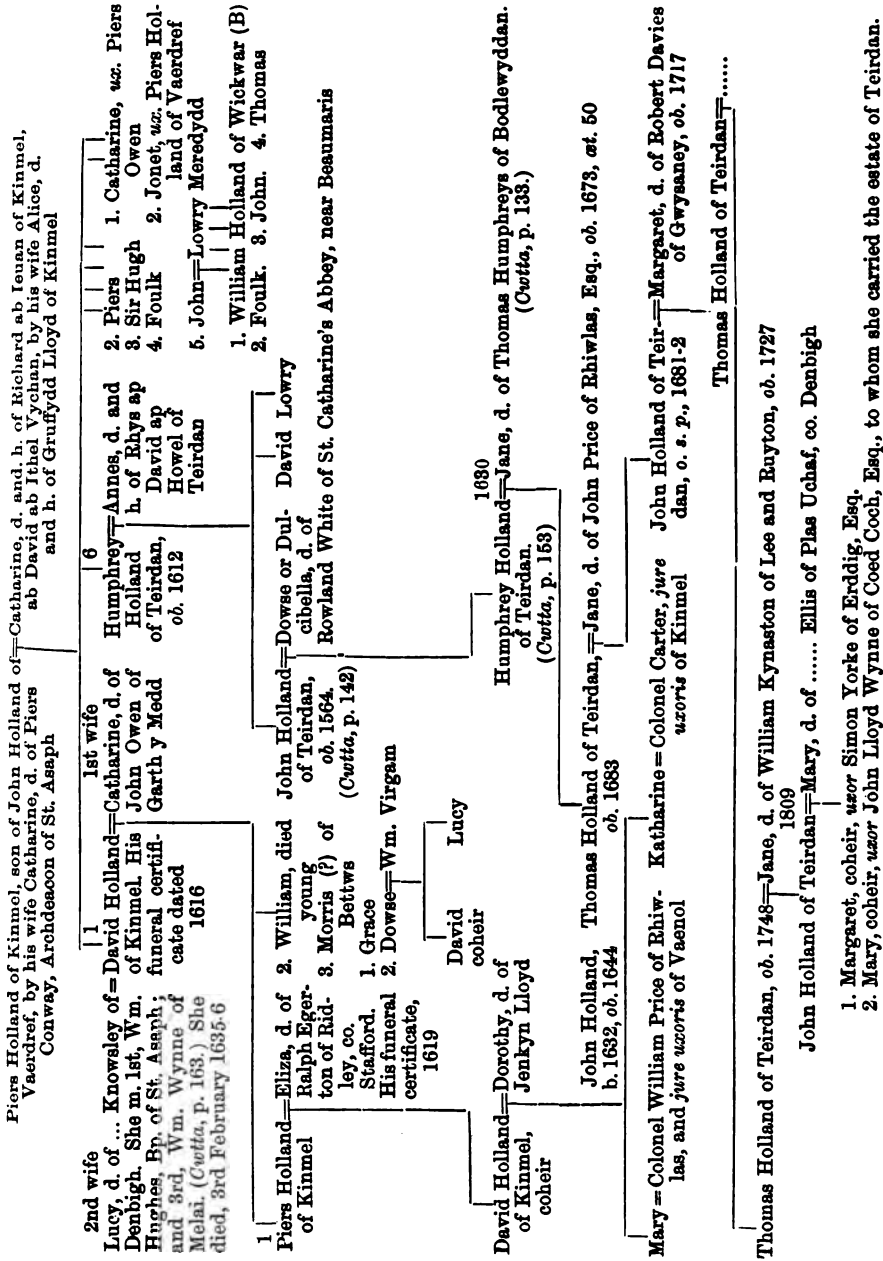 Piers Holland of Kinmel, son of John Holland of=Catharine, d. and. h. of Richard ab Ieuan of Kinmel,
Vaerdref, by his wife Catharine, d. of Piers
Conway, Archdeacon of St. Asaph
ab David ab Ithel Vychan, by his wife Alice, d.
and h. of Gruffydd Lloyd of Kinmel
2nd wife
Lucy, d. of ... Knowsley of=David Holland=Catharine, d. of
Denbigh. She m. 1st, Wm.
Hughes, Bp. of St. Asaph;
and 3rd, Wm. Wynne of
Melai. (Cwtta, p. 163.) She
died, 3rd February 1635-6
1
of Kinmel. His
funeral certifi-
cate dated
1616
1st wife
John Owen of
Garth y Medd
6
Humphrey=Annes, d. and
Holland
of Teirdan,
ob. 1612
h. of Rhys ap
David ap
Howel of
Teirdan
2. Piers
3. Sir Hugh
4. Foulk
5. John=Lowry Meredydd
1. Catharine, ux. Piers
Owen
2. Jonet, ux. Piers Hol-
land of Vaerdref
1. William Holland of Wickwar (B)
2. Foulk. 3. John. 4. Thomas
1
Piers Holland=Eliza, d. of
of Kinmel
Ralph Eger-
ton of Rid-
ley, co.
Stafford.
His funeral
certificate,
1619
2. William, died
young
3. Morris (?) of
Bettws
1. Grace
2. Dowse=Wm. Virgam
David
coheir
Lucy
John Holland=Dowse or Dul-
of Teirdan,
ob. 1564.
(Cwtta, p. 142)
cibella, d. of
Rowland White of St. Catharine's Abbey, near Beaumaris
David Lowry
David Holland=Dorothy, d. of
of Kinmel,
coheir
Jenkyn Lloyd
1630
Humphrey Holland=Jane, d. of Thomas Humphreys of Bodlewyddan.
of Teirdan.
(Cwtta, p. 153)
(Cwtta, p. 133.)
John Holland,
b. 1632, ob. 1644
Thomas Holland of Teirdan,=Jane, d. of John Price of Rhiwlas, Esq., ob. 1673, æt. 50
ob. 1683
Mary=Colonel William Price of Rhiw-
las, and jure uxoris of Vaenol
Katharine=Colonel Carter, jure
uxoris of Kinmel
John Holland of Teir-=Margaret, d. of Robert Davies
dan, o. s. p., 1681-2
of Gwysaney, ob. 1717
Thomas Holland of Teirdan=......
Thomas Holland of Teirdan, ob. 1748=Jane, d. of William Kynaston of Lee and Ruyton, ob. 1727
1809
John Holland of Teirdan=Mary, d. of ...... Ellis of Plas Uchaf, co. Denbigh
1. Margaret, coheir, uxor Simon Yorke of Erddig, Esq.
2. Mary, coheir, uxor John Lloyd Wynne of Coed Coch, Esq., to whom she carried the estate of Teirdan.